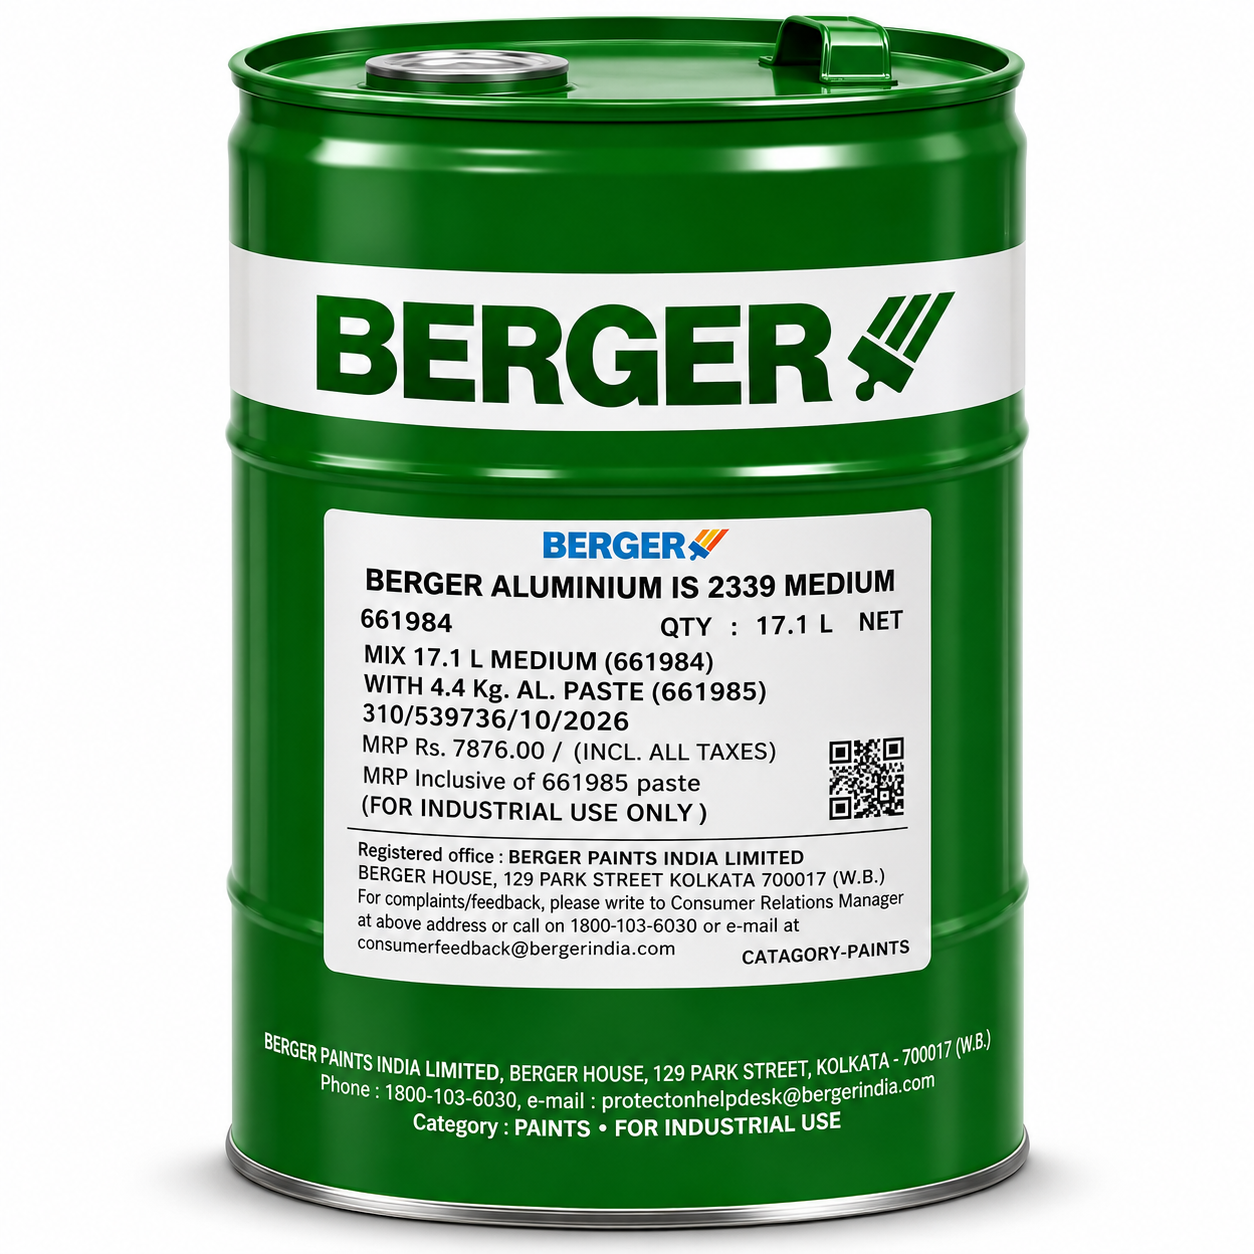 BERGER
BERGER
BERGER ALUMINIUM IS 2339 MEDIUM
661984 QTY : 17.1 L NET
MIX 17.1 L MEDIUM (661984)
WITH 4.4 Kg. AL. PASTE (661985)
310/539736/10/2026
MRP Rs. 7876.00 / (INCL. ALL TAXES)
MRP Inclusive of 661985 paste
(FOR INDUSTRIAL USE ONLY )
Registered office : BERGER PAINTS INDIA LIMITED
BERGER HOUSE, 129 PARK STREET KOLKATA 700017 (W.B.)
For complaints/feedback, please write to Consumer Relations Manager
at above address or call on 1800-103-6030 or e-mail at
consumerfeedback@bergerindia.com
CATAGORY-PAINTS
BERGER PAINTS INDIA LIMITED, BERGER HOUSE, 129 PARK STREET, KOLKATA - 700017 (W.B.)
Phone : 1800-103-6030, e-mail : protectonhelpdesk@bergerindia.com
Category : PAINTS • FOR INDUSTRIAL USE